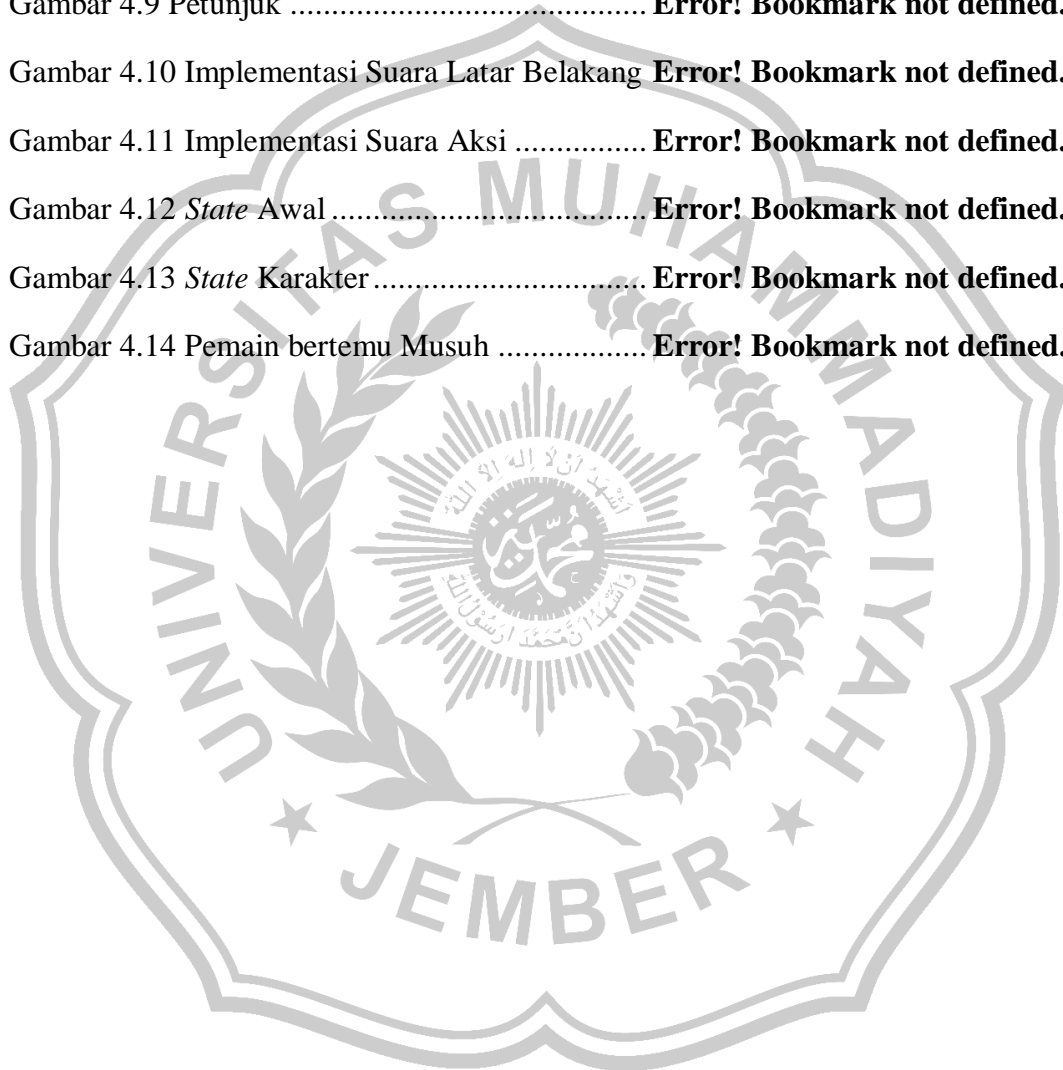 Gambar 4.9 Petunjuk ........................................... Error! Bookmark not defined.
Gambar 4.10 Implementasi Suara Latar Belakang Error! Bookmark not defined.
Gambar 4.11 Implementasi Suara Aksi ................ Error! Bookmark not defined.
Gambar 4.12 State Awal ...................................... Error! Bookmark not defined.
Gambar 4.13 State Karakter ................................. Error! Bookmark not defined.
Gambar 4.14 Pemain bertemu Musuh .................. Error! Bookmark not defined.
UNIVERSITAS MUHAMMADIYAH
JEMBER